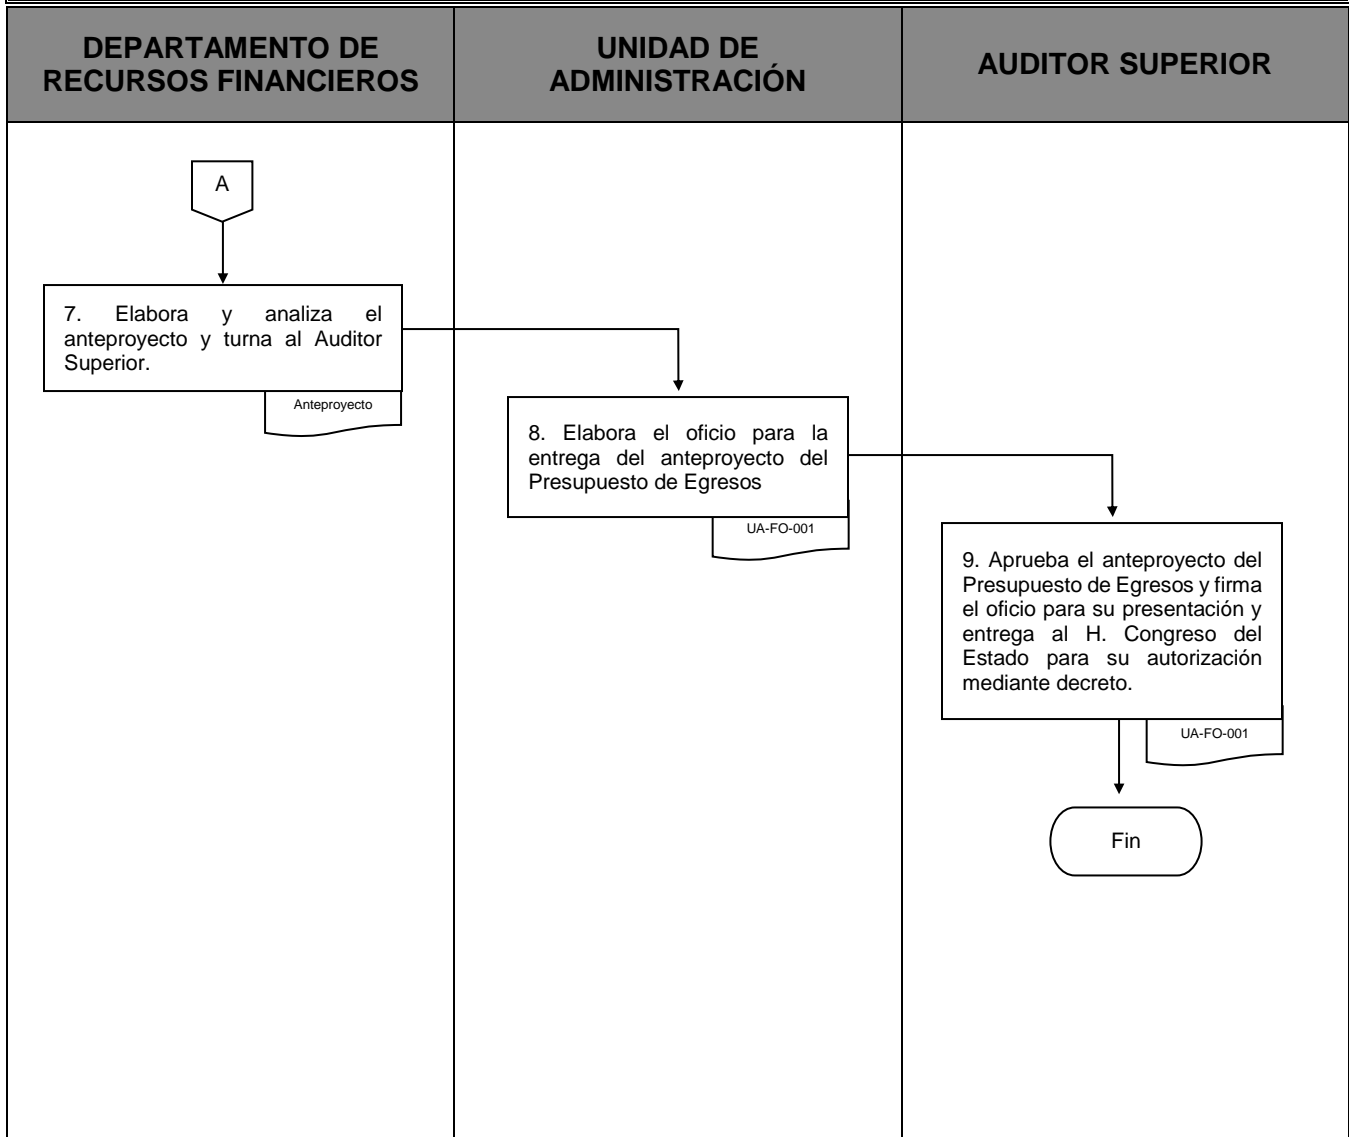 DEPARTAMENTO DE
RECURSOS FINANCIEROS
UNIDAD DE
ADMINISTRACIÓN
AUDITOR SUPERIOR
A
7. Elabora y analiza el
anteproyecto y turna al Auditor
Superior.
Anteproyecto
8. Elabora el oficio para la
entrega del anteproyecto del
Presupuesto de Egresos
UA-FO-001
9. Aprueba el anteproyecto del
Presupuesto de Egresos y firma
el oficio para su presentación y
entrega al H. Congreso del
Estado para su autorización
mediante decreto.
UA-FO-001
Fin